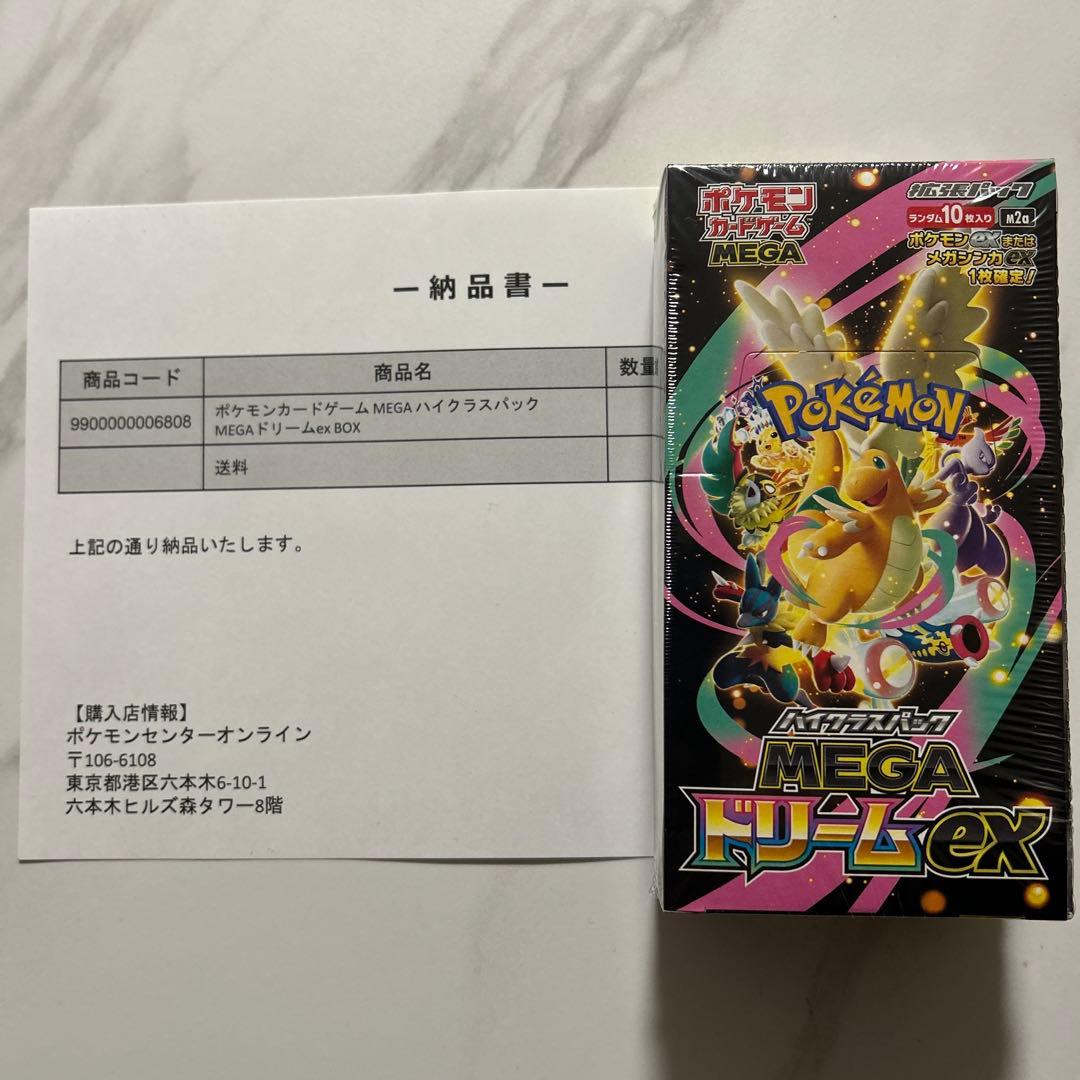 ー納品書ー
商品コード 商品名 数量
9900000006808 ポケモンカードゲーム MEGA ハイクラスパック
MEGAドリームex BOX
送料
上記の通り納品いたします。
【購入店情報】
ポケモンセンターオンライン
〒106-6108
東京都港区六本木6-10-1
六本木ヒルズ森タワー8階
ポケモン
カードゲーム
MEGA
拡張パック
ランダム10枚入り M2a
ポケモンexまたは
メガシンカex
1枚確定!
POKéMON
ハイクラスパック
MEGA
ドリームex